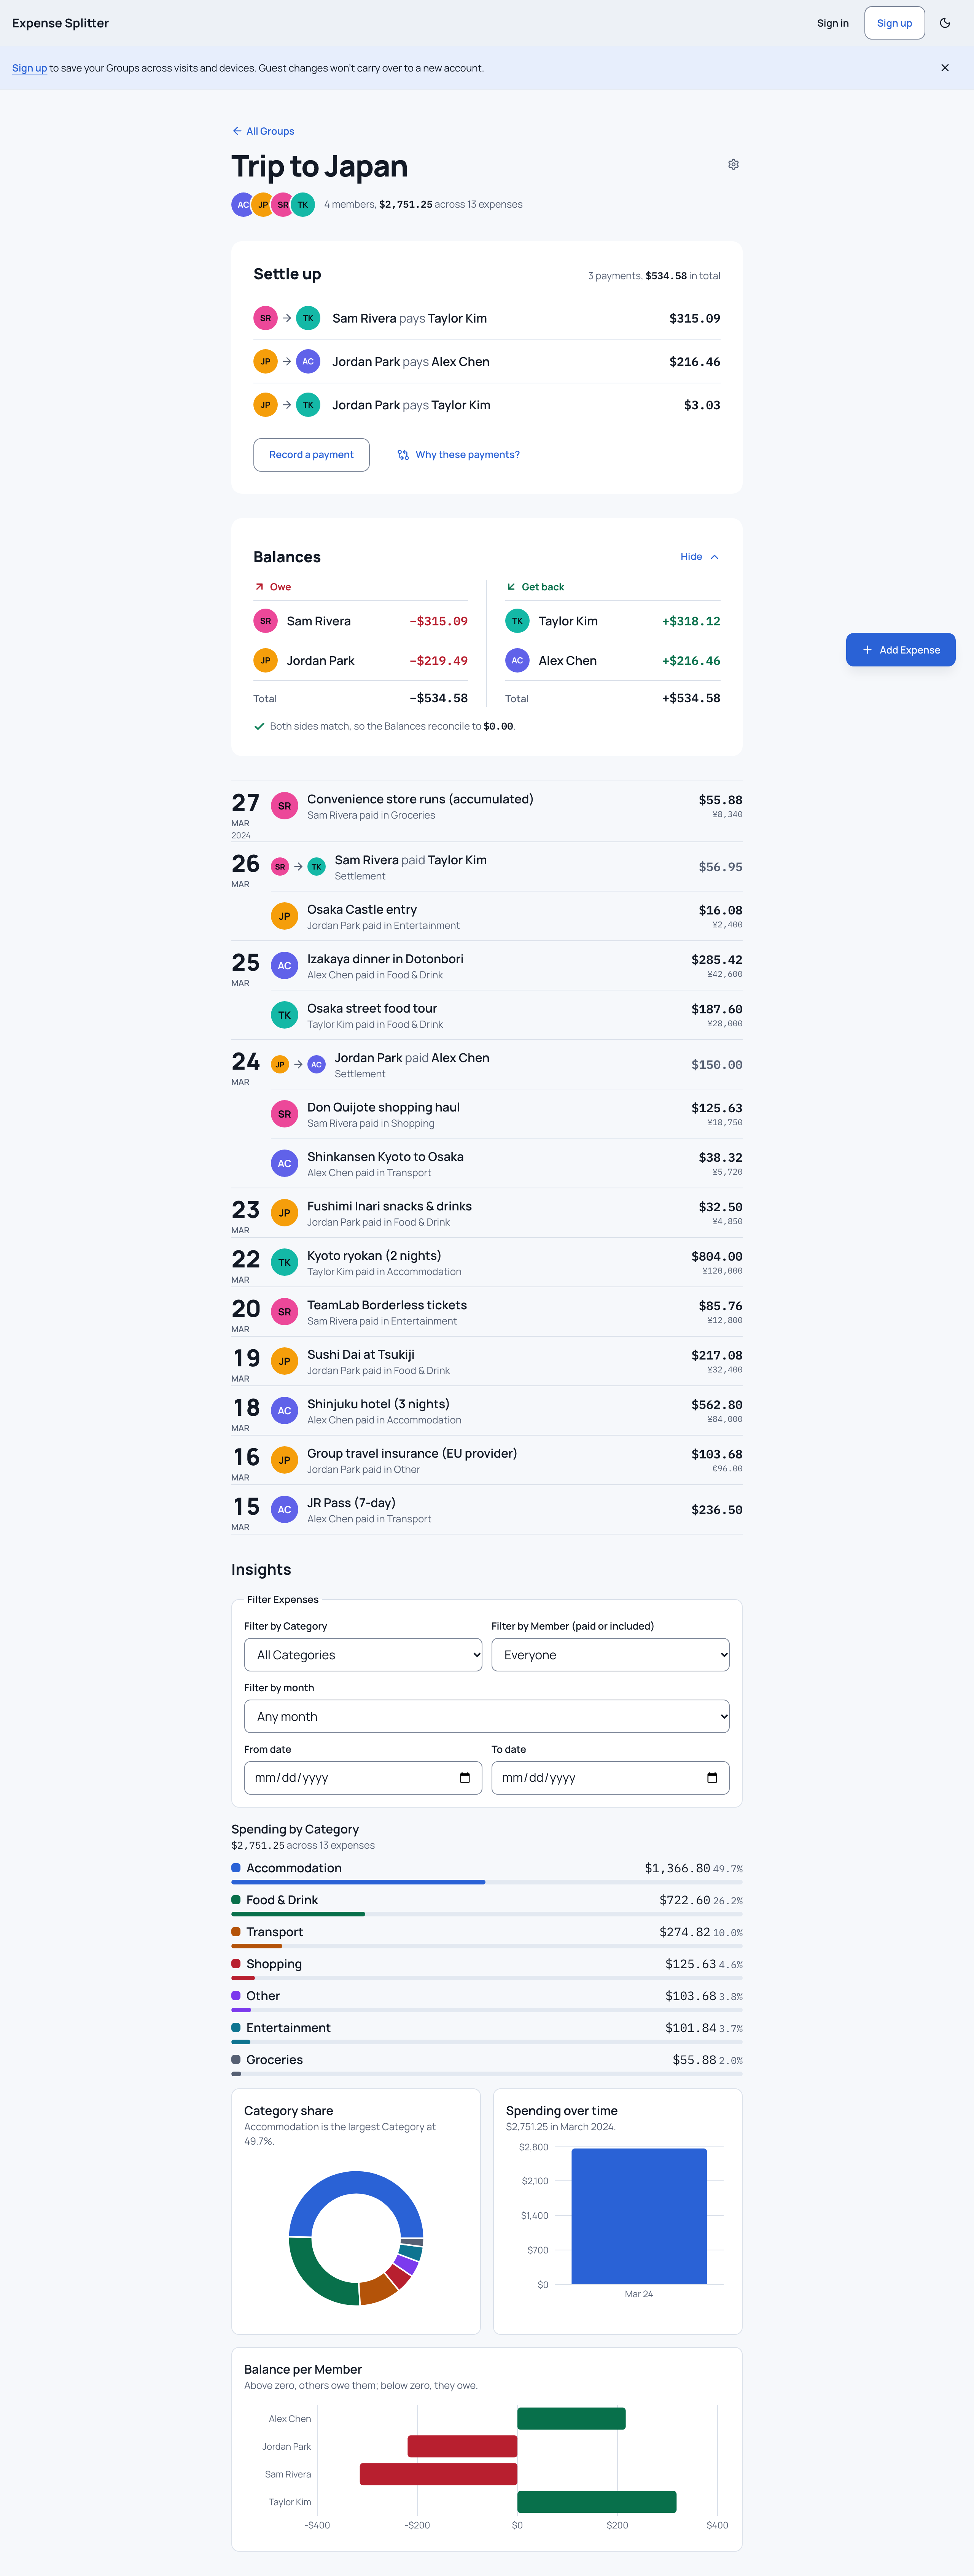 Expense Splitter
Sign in
Sign up
Sign up to save your Groups across visits and devices. Guest changes won't carry over to a new account.
All Groups
Trip to Japan
AC JP SR TK 4 members, $2,751.25 across 13 expenses
Settle up
3 payments, $534.58 in total
SR → TK Sam Rivera pays Taylor Kim $315.09
JP → AC Jordan Park pays Alex Chen $216.46
JP → TK Jordan Park pays Taylor Kim $3.03
Record a payment
Why these payments?
Balances
Hide
Owe
SR Sam Rivera −$315.09
JP Jordan Park −$219.49
Total −$534.58
Get back
TK Taylor Kim +$318.12
AC Alex Chen +$216.46
Total +$534.58
Both sides match, so the Balances reconcile to $0.00.
+ Add Expense
27 MAR 2024
SR Convenience store runs (accumulated) $55.88
Sam Rivera paid in Groceries ¥8,340
26 MAR
SR → TK Sam Rivera paid Taylor Kim $56.95
Settlement
JP Osaka Castle entry $16.08
Jordan Park paid in Entertainment ¥2,400
25 MAR
AC Izakaya dinner in Dotonbori $285.42
Alex Chen paid in Food & Drink ¥42,600
TK Osaka street food tour $187.60
Taylor Kim paid in Food & Drink ¥28,000
24 MAR
JP → AC Jordan Park paid Alex Chen $150.00
Settlement
SR Don Quijote shopping haul $125.63
Sam Rivera paid in Shopping ¥18,750
AC Shinkansen Kyoto to Osaka $38.32
Alex Chen paid in Transport ¥5,720
23 MAR
JP Fushimi Inari snacks & drinks $32.50
Jordan Park paid in Food & Drink ¥4,850
22 MAR
TK Kyoto ryokan (2 nights) $804.00
Taylor Kim paid in Accommodation ¥120,000
20 MAR
SR TeamLab Borderless tickets $85.76
Sam Rivera paid in Entertainment ¥12,800
19 MAR
JP Sushi Dai at Tsukiji $217.08
Jordan Park paid in Food & Drink ¥32,400
18 MAR
AC Shinjuku hotel (3 nights) $562.80
Alex Chen paid in Accommodation ¥84,000
16 MAR
JP Group travel insurance (EU provider) $103.68
Jordan Park paid in Other €96.00
15 MAR
AC JR Pass (7-day) $236.50
Alex Chen paid in Transport
Insights
Filter Expenses
Filter by Category
All Categories
Filter by Member (paid or included)
Everyone
Filter by month
Any month
From date
mm/dd/yyyy
To date
mm/dd/yyyy
Spending by Category
$2,751.25 across 13 expenses
Accommodation $1,366.80 49.7%
Food & Drink $722.60 26.2%
Transport $274.82 10.0%
Shopping $125.63 4.6%
Other $103.68 3.8%
Entertainment $101.84 3.7%
Groceries $55.88 2.0%
Category share
Accommodation is the largest Category at
49.7%.
Spending over time
$2,751.25 in March 2024.
$2,800
$2,100
$1,400
$700
$0
Mar 24
Balance per Member
Above zero, others owe them; below zero, they owe.
Alex Chen
Jordan Park
Sam Rivera
Taylor Kim
-$400 -$200 $0 $200 $400